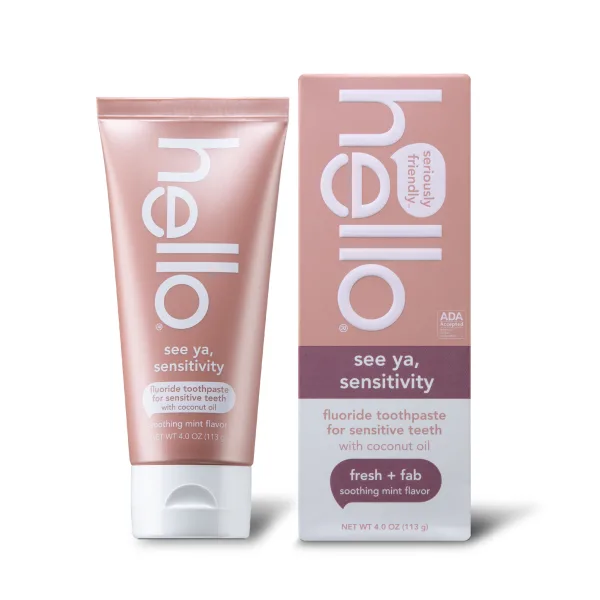 hello®
see ya,
sensitivity
fluoride toothpaste
for sensitive teeth
with coconut oil
soothing mint flavor
NET WT 4.0 OZ (113
hello®
seriously
friendly™
ADA
Accepted
see ya,
sensitivity
fluoride toothpaste
for sensitive teeth
with coconut oil
fresh + fab
soothing mint flavor
NET WT 4.0 OZ (113 g)